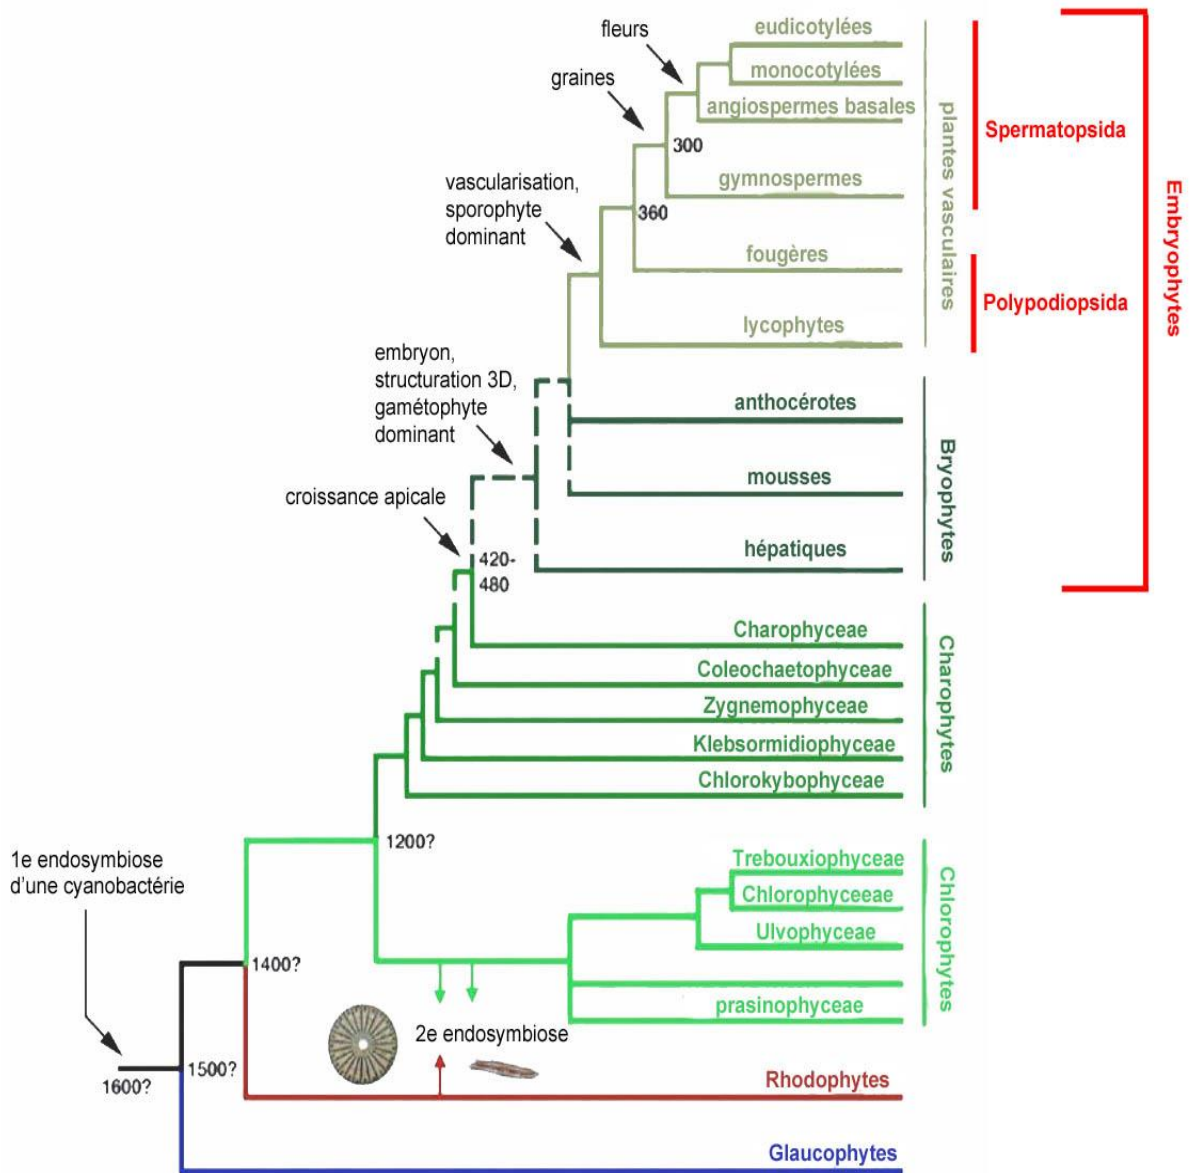 fleurs
graines
eudicotylées
monocotylées
angiospermes basales
300
gymnospermes
vascularisation,
sporophyte
dominant
360
fougères
lycophytes
plantes vasculaires
Spermatopsida
Polypodiopsida
Embryophytes
embryon,
structuration 3D,
gamétophyte
dominant
anthocérotes
mousses
hépatiques
Bryophytes
croissance apicale
420-
480
Charophyceae
Coleochaetophyceae
Zygnemophyceae
Klebsormidiophyceae
Chlorokybophyceae
Charophytes
1200?
1e endosymbiose
d'une cyanobactérie
Trebouxiophyceae
Chlorophyceeae
Ulvophyceae
prasinophyceae
Chlorophytes
1400?
2e endosymbiose
1500?
1600?
Rhodophytes
Glaucophytes